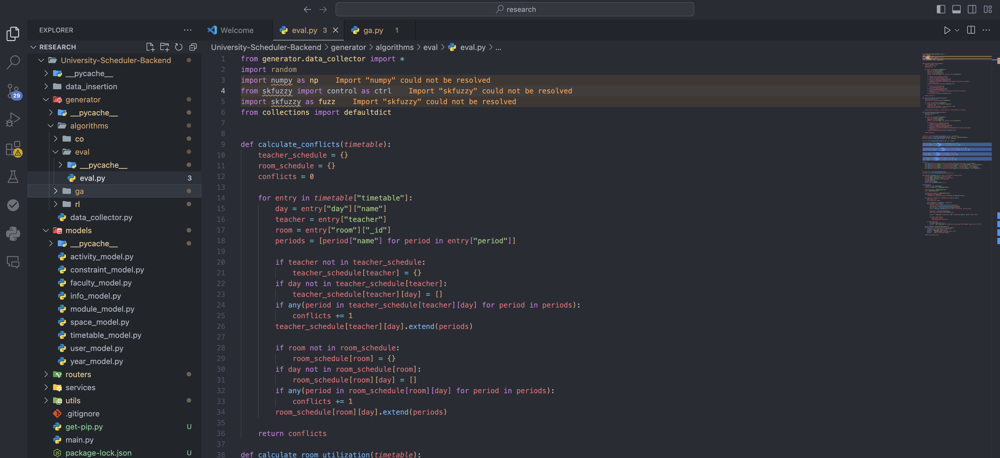 research
EXPLORER
Welcome
eval.py 3
ga.py 1
RESEARCH
University-Scheduler-Backend
__pycache__
data_insertion
generator
__pycache__
algorithms
co
eval
__pycache__
eval.py 3
ga
rl
data_collector.py
models
__pycache__
activity_model.py
constraint_model.py
faculty_model.py
info_model.py
module_model.py
space_model.py
timetable_model.py
user_model.py
year_model.py
routers
services
utils
.gitignore
get-pip.py U
main.py
package-lock.json U
29
University-Scheduler-Backend > generator > algorithms > eval > eval.py > ...
1 from generator.data_collector import *
2 import random
3 import numpy as np Import "numpy" could not be resolved
4 from skfuzzy import control as ctrl Import "skfuzzy" could not be resolved
5 import skfuzzy as fuzz Import "skfuzzy" could not be resolved
6 from collections import defaultdict
7
8
9 def calculate_conflicts(timetable):
10 teacher_schedule = {}
11 room_schedule = {}
12 conflicts = 0
13
14 for entry in timetable["timetable"]:
15 day = entry["day"]["name"]
16 teacher = entry["teacher"]
17 room = entry["room"]["_id"]
18 periods = [period["name"] for period in entry["period"]]
19
20 if teacher not in teacher_schedule:
21 teacher_schedule[teacher] = {}
22 if day not in teacher_schedule[teacher]:
23 teacher_schedule[teacher][day] = []
24 if any(period in teacher_schedule[teacher][day] for period in periods):
25 conflicts += 1
26 teacher_schedule[teacher][day].extend(periods)
27
28 if room not in room_schedule:
29 room_schedule[room] = {}
30 if day not in room_schedule[room]:
31 room_schedule[room][day] = []
32 if any(period in room_schedule[room][day] for period in periods):
33 conflicts += 1
34 room_schedule[room][day].extend(periods)
35
36 return conflicts
37
38 def calculate_room_utilization(timetable):